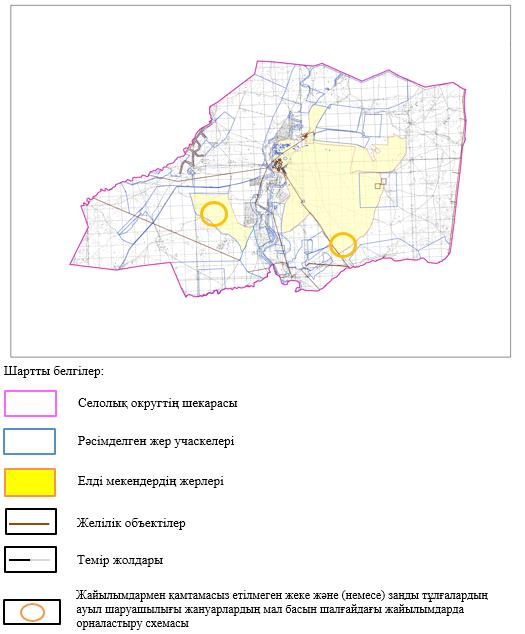 Шартты белгілер:
Селолық округтің шекарасы
Рәсімделген жер учаскелері
Елді мекендердің жерлері
Желілік объектілер
Темір жолдары
Жайылымдармен қамтамасыз етілмеген жеке және (немесе) заңды тұлғалардың
ауыл шаруашылығы жануарлардың мал басын шалғайдағы жайылымдарда
орналастыру схемасы